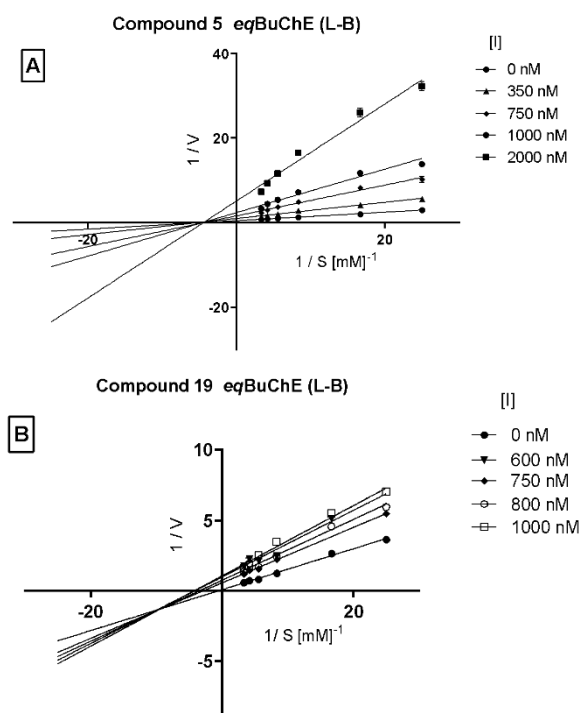 Compound 5 eqBuChE (L-B)
A
[I]
0 nM
350 nM
750 nM
1000 nM
2000 nM
40
20
-20
20
-20
1 / V
1 / S [mM]-1
Compound 19 eqBuChE (L-B)
B
[I]
0 nM
600 nM
750 nM
800 nM
1000 nM
10
5
-20
20
-5
1 / V
1/ S [mM]-1